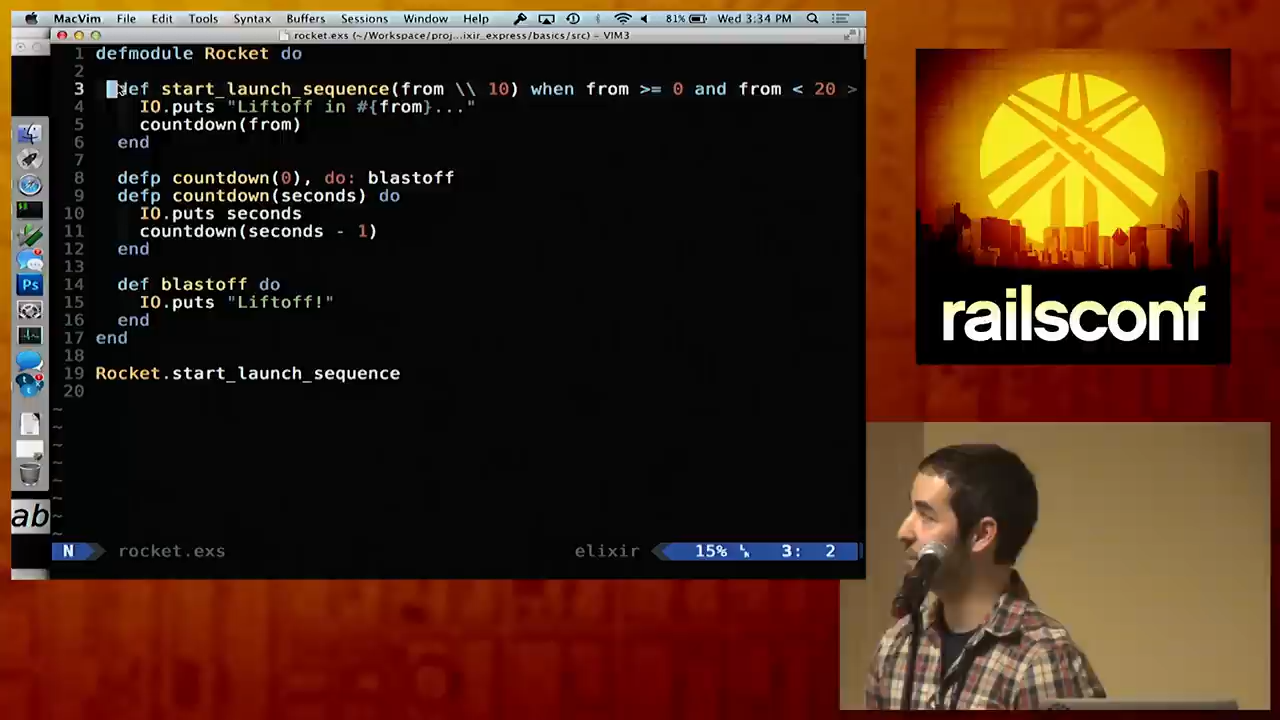 MacVim File Edit Tools Syntax Buffers Sessions Window Help 81% Wed 3:34 PM
rocket.exs (~/Workspace/proj...ixir_express/basics/src) – VIM3
1 defmodule Rocket do
2
3 def start_launch_sequence(from \\ 10) when from >= 0 and from < 20 >
4 IO.puts "Liftoff in #{from}..."
5 countdown(from)
6 end
7
8 defp countdown(0), do: blastoff
9 defp countdown(seconds) do
10 IO.puts seconds
11 countdown(seconds - 1)
12 end
13
14 def blastoff do
15 IO.puts "Liftoff!"
16 end
17 end
18
19 Rocket.start_launch_sequence
20
~
~
~
~
~
~
~
N rocket.exs elixir 15% 3: 2
Ps
ab
railsconf